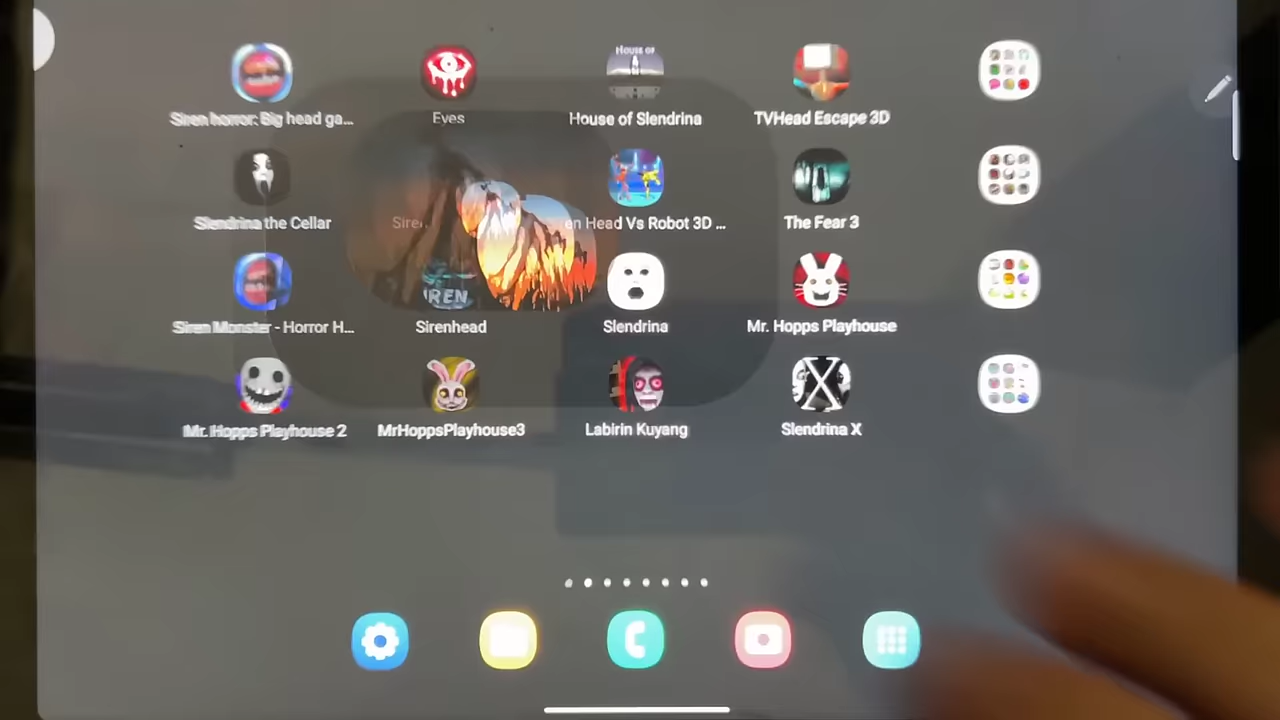 Siren horror: Big head ga...
Eyes
House of Slendrina
TVHead Escape 3D
HOUSE OF
Slendrina the Cellar
Siren
en Head Vs Robot 3D ...
The Fear 3
Siren Monster - Horror H...
Sirenhead
Slendrina
Mr. Hopps Playhouse
IREN
Mr. Hopps Playhouse 2
MrHoppsPlayhouse3
Labirin Kuyang
Slendrina X